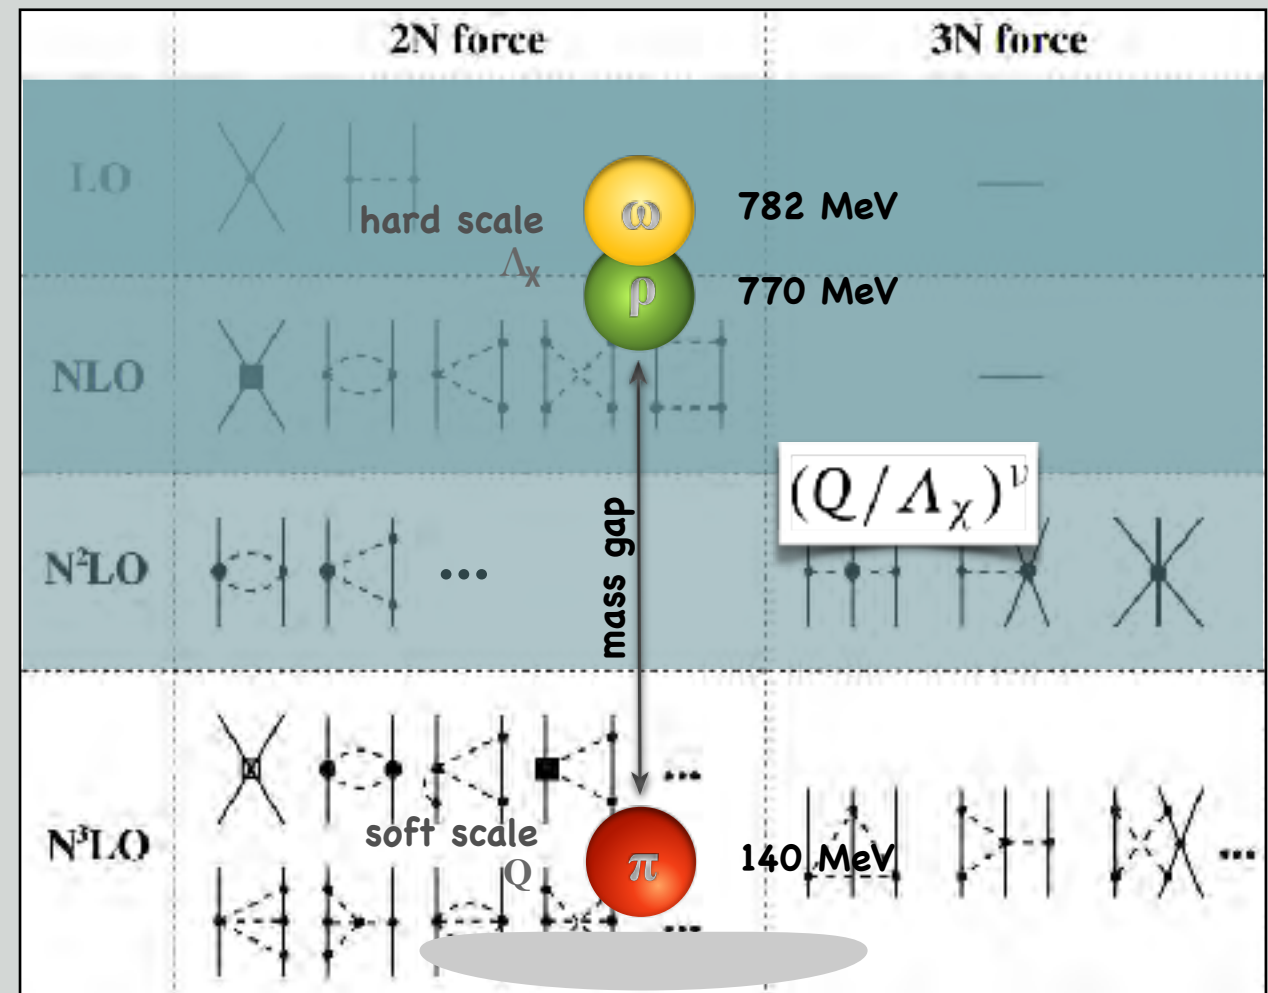 2N force 3N force
LO
hard scale
Λχ
ω
782 MeV
ρ
770 MeV
NLO
mass gap
(Q/Λχ)^ν
N²LO
...
N³LO
...
soft scale
Q
π
140 MeV
...
...